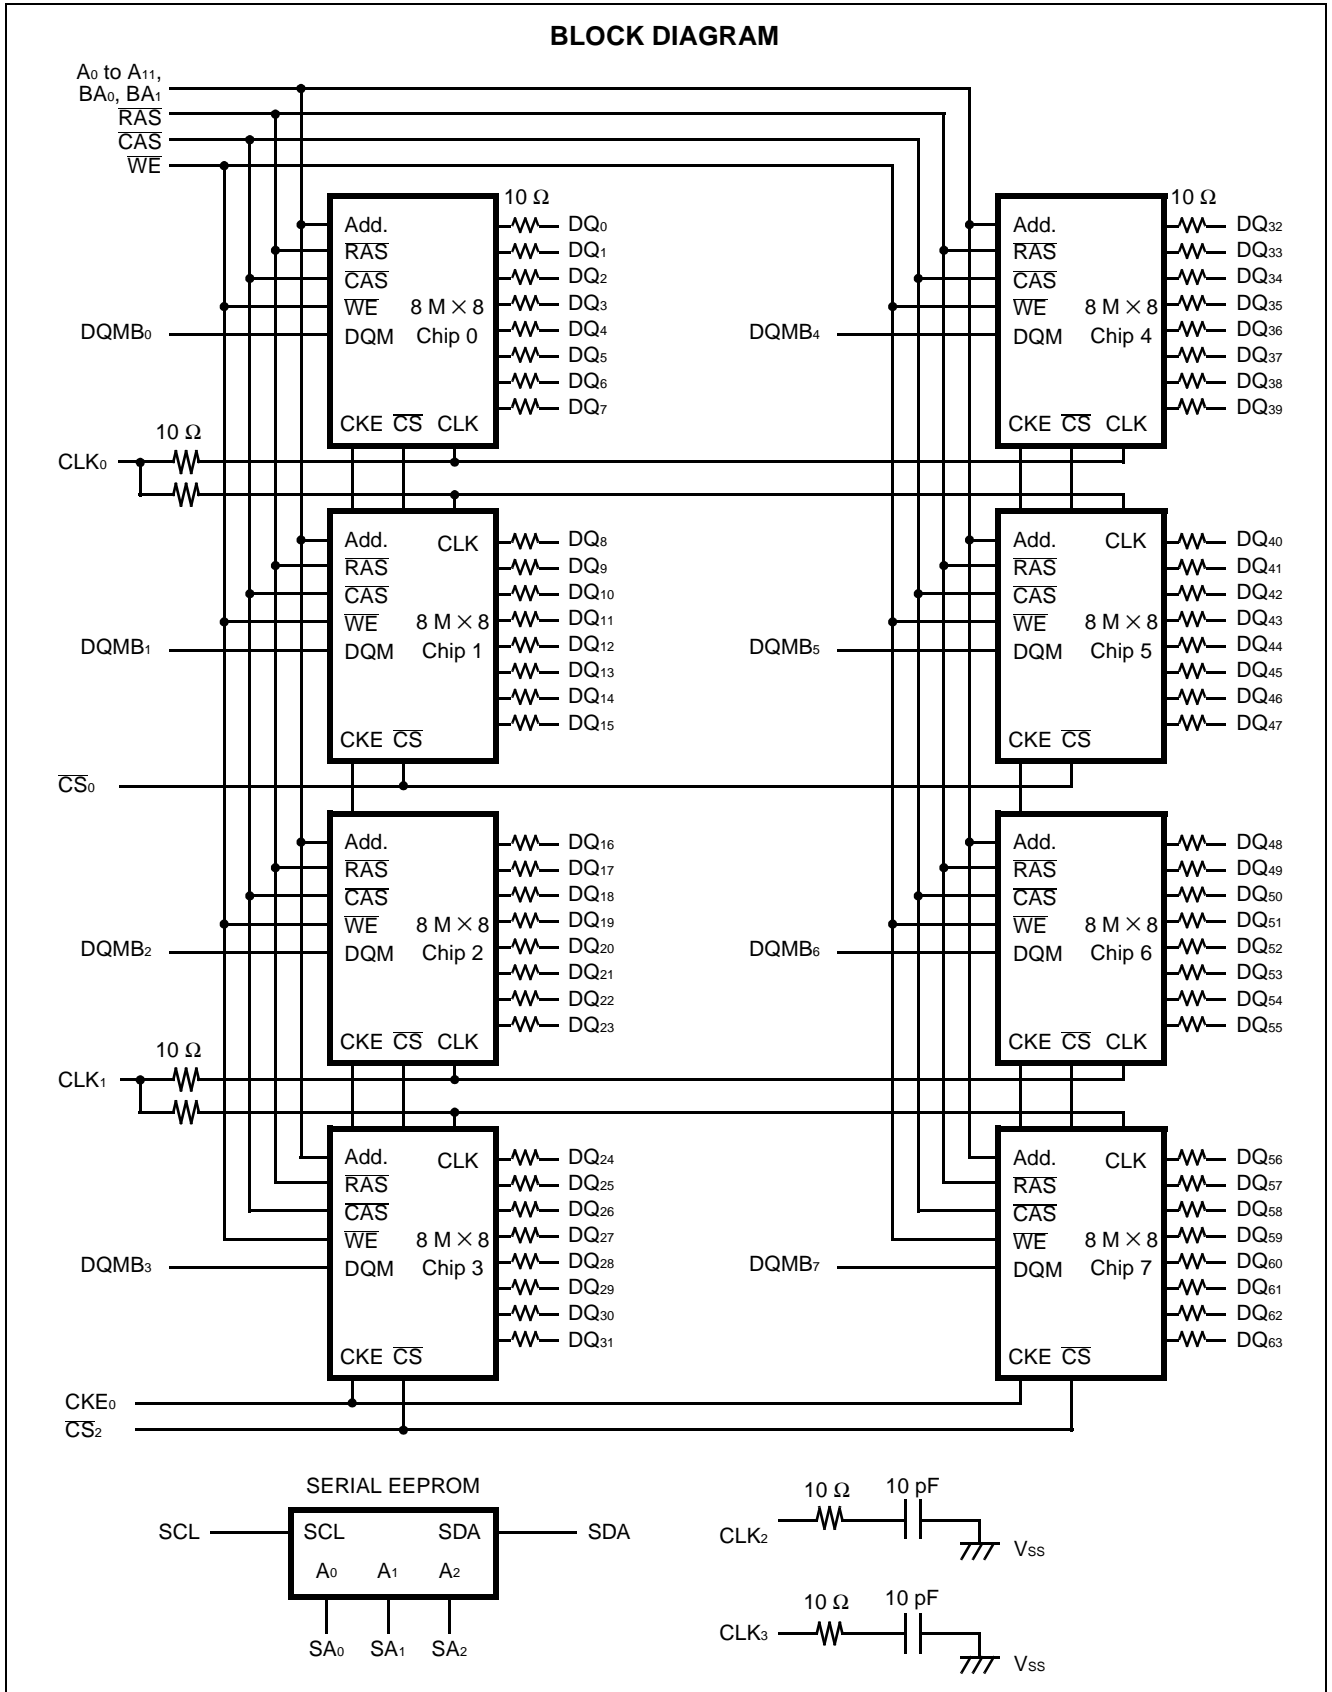 BLOCK DIAGRAM
A0 to A11,
BA0, BA1
RAS
CAS
WE
10 Ω
Add.
RAS
CAS
WE
8 M × 8
DQM
Chip 0
CKE CS CLK
DQ0
DQ1
DQ2
DQ3
DQ4
DQ5
DQ6
DQ7
DQMB0
10 Ω
Add.
RAS
CAS
WE
8 M × 8
DQM
Chip 4
CKE CS CLK
DQ32
DQ33
DQ34
DQ35
DQ36
DQ37
DQ38
DQ39
DQMB4
10 Ω
CLK0
Add.
CLK
RAS
CAS
WE
8 M × 8
DQM
Chip 1
CKE CS
DQ8
DQ9
DQ10
DQ11
DQ12
DQ13
DQ14
DQ15
DQMB1
Add.
CLK
RAS
CAS
WE
8 M × 8
DQM
Chip 5
CKE CS
DQ40
DQ41
DQ42
DQ43
DQ44
DQ45
DQ46
DQ47
DQMB5
CS0
Add.
RAS
CAS
WE
8 M × 8
DQM
Chip 2
CKE CS CLK
DQ16
DQ17
DQ18
DQ19
DQ20
DQ21
DQ22
DQ23
DQMB2
Add.
RAS
CAS
WE
8 M × 8
DQM
Chip 6
CKE CS CLK
DQ48
DQ49
DQ50
DQ51
DQ52
DQ53
DQ54
DQ55
DQMB6
10 Ω
CLK1
Add.
CLK
RAS
CAS
WE
8 M × 8
DQM
Chip 3
CKE CS
DQ24
DQ25
DQ26
DQ27
DQ28
DQ29
DQ30
DQ31
DQMB3
Add.
CLK
RAS
CAS
WE
8 M × 8
DQM
Chip 7
CKE CS
DQ56
DQ57
DQ58
DQ59
DQ60
DQ61
DQ62
DQ63
DQMB7
CKE0
CS2
SERIAL EEPROM
SCL
SCL
SDA
SDA
A0 A1 A2
SA0 SA1 SA2
10 Ω 10 pF
CLK2
VSS
10 Ω 10 pF
CLK3
VSS